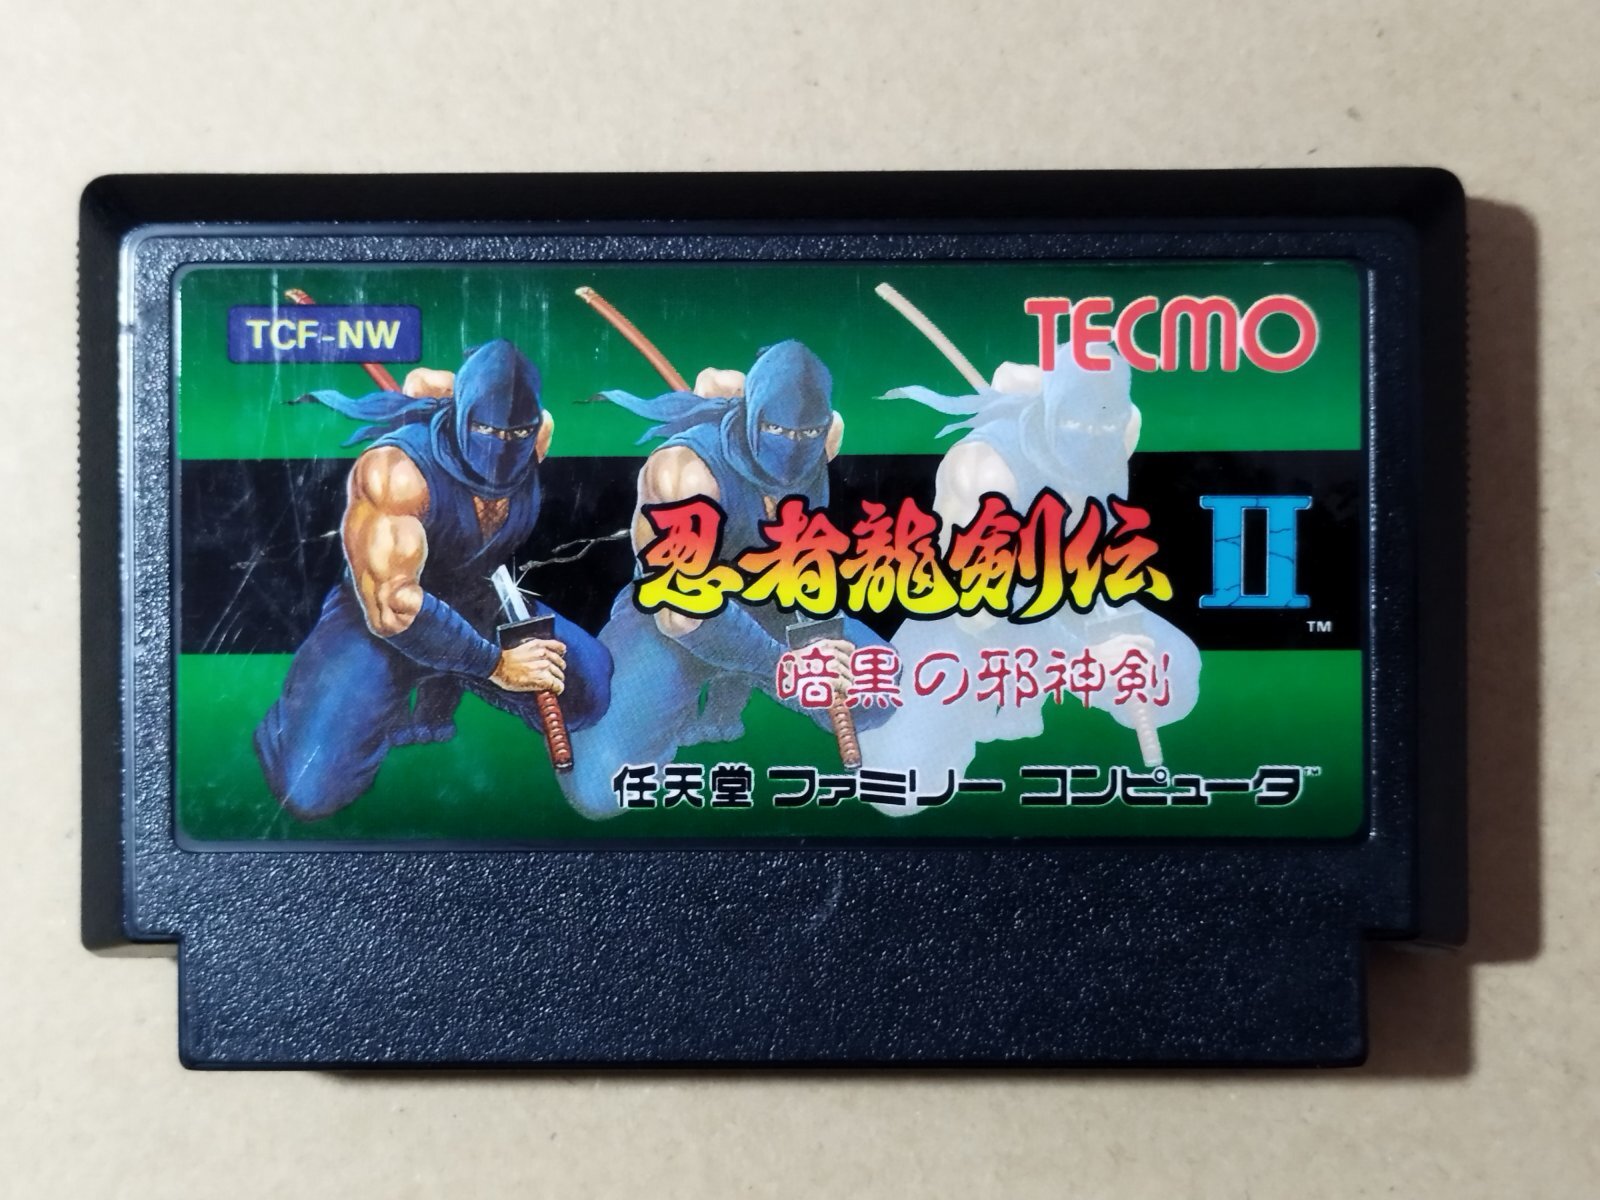 TCF-NW
TECMO
忍者龍剣伝 II ™
暗黒の邪神剣
任天堂 ファミリー コンピュータ™